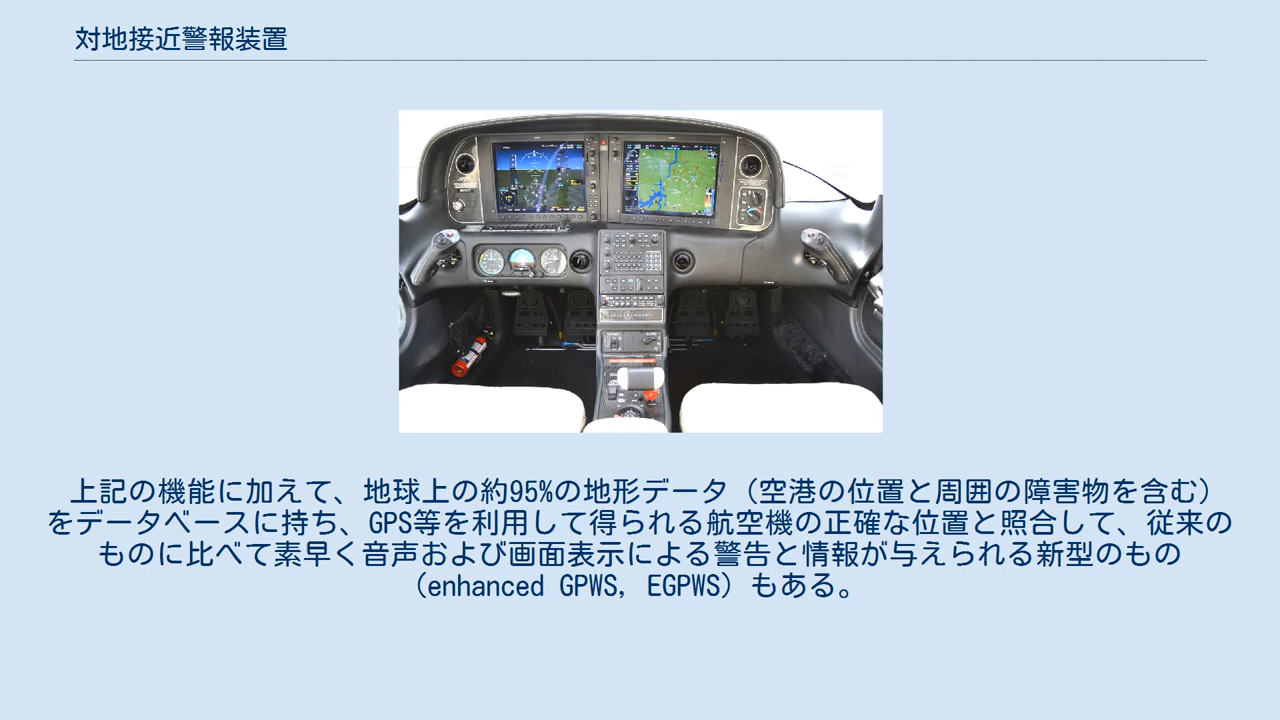 対地接近警報装置
上記の機能に加えて、地球上の約95%の地形データ（空港の位置と周囲の障害物を含む）
をデータベースに持ち、GPS等を利用して得られる航空機の正確な位置と照合して、従来の
ものに比べて素早く音声および画面表示による警告と情報が与えられる新型のもの
（enhanced GPWS, EGPWS）もある。